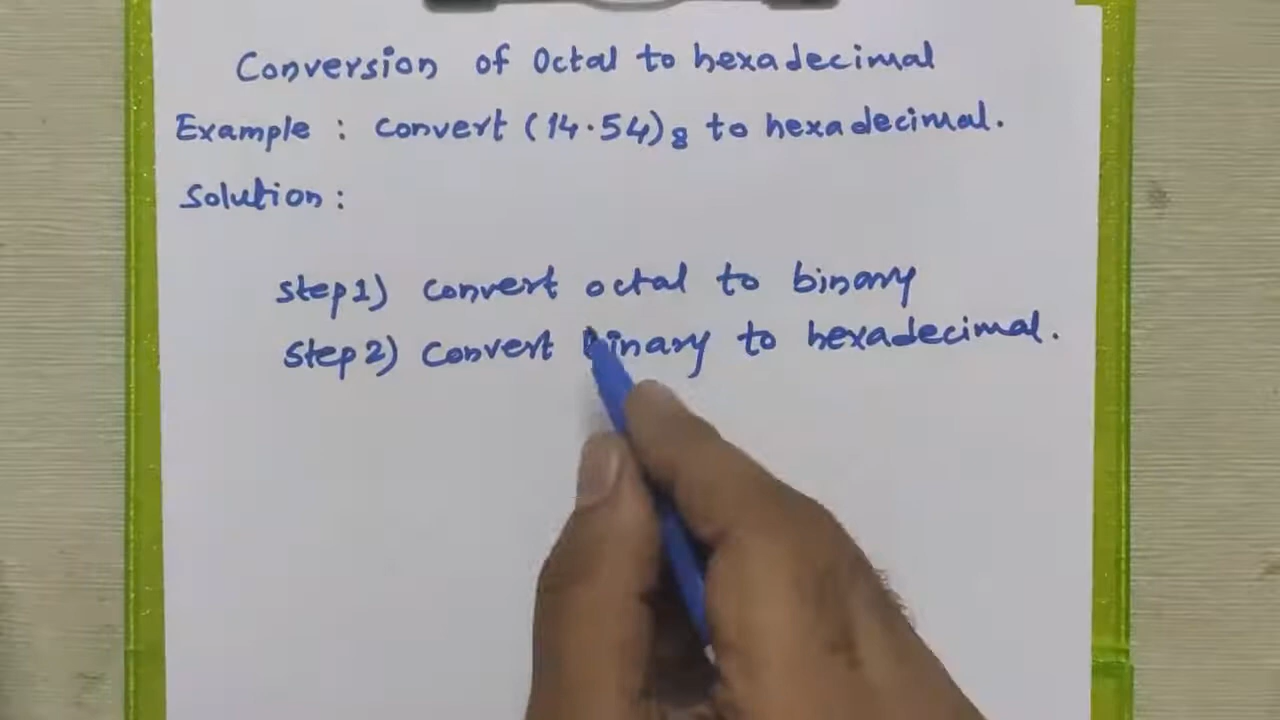 Conversion of Octal to hexadecimal
Example : convert (14.54)₈ to hexadecimal.
Solution :
step1) convert octal to binary
step2) convert binary to hexadecimal.